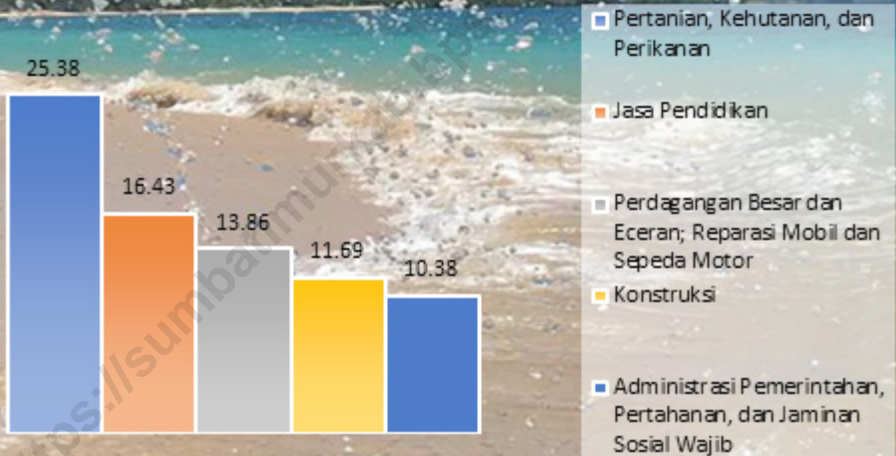 25.38
16.43
13.86
11.69
10.38
Pertanian, Kehutanan, dan
Perikanan
Jasa Pendidikan
Perdagangan Besar dan
Eceran; Reparasi Mobil dan
Sepeda Motor
Konstruksi
Administrasi Pemerintahan,
Pertahanan, dan Jaminan
Sosial Wajib